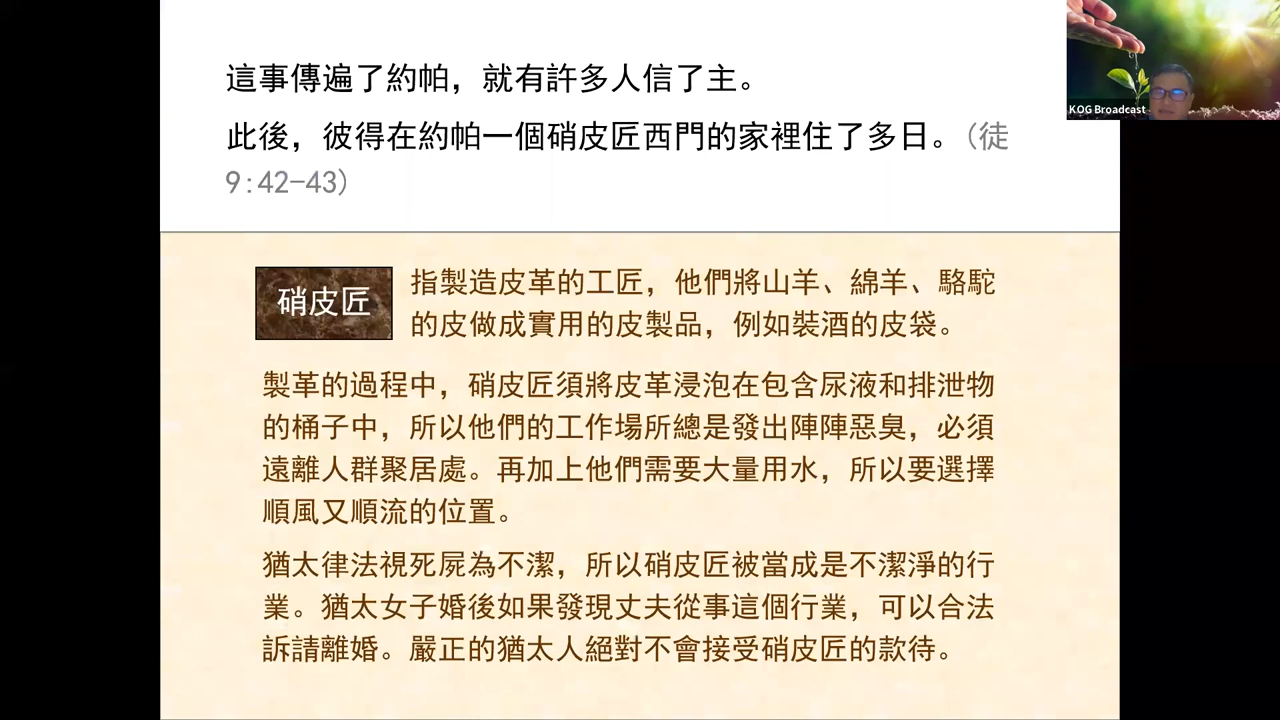 這事傳遍了約帕，就有許多人信了主。
此後，彼得在約帕一個硝皮匠西門的家裡住了多日。(徒
9:42-43)
KOG Broadcast
硝皮匠
指製造皮革的工匠，他們將山羊、綿羊、駱駝
的皮做成實用的皮製品，例如裝酒的皮袋。
製革的過程中，硝皮匠須將皮革浸泡在包含尿液和排泄物
的桶子中，所以他們的工作場所總是發出陣陣惡臭，必須
遠離人群聚居處。再加上他們需要大量用水，所以要選擇
順風又順流的位置。
猶太律法視死屍為不潔，所以硝皮匠被當成是不潔淨的行
業。猶太女子婚後如果發現丈夫從事這個行業，可以合法
訴請離婚。嚴正的猶太人絕對不會接受硝皮匠的款待。